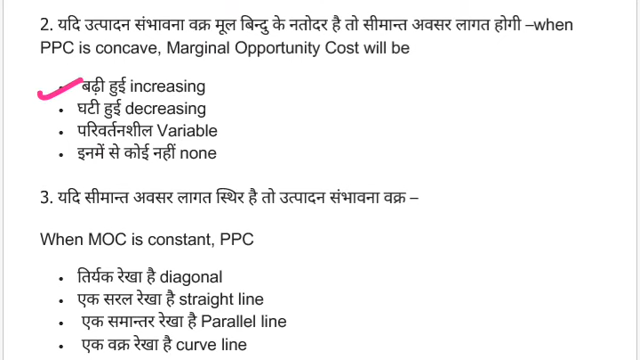 2. यदि उत्पादन संभावना वक्र मूल बिन्दु के नतोदर है तो सीमान्त अवसर लागत होगी –when
PPC is concave, Marginal Opportunity Cost will be
• बढ़ी हुई increasing
• घटी हुई decreasing
• परिवर्तनशील Variable
• इनमें से कोई नहीं none
3. यदि सीमान्त अवसर लागत स्थिर है तो उत्पादन संभावना वक्र –
When MOC is constant, PPC
• तिर्यक रेखा है diagonal
• एक सरल रेखा है straight line
• एक समान्तर रेखा है Parallel line
• एक वक्र रेखा है curve line